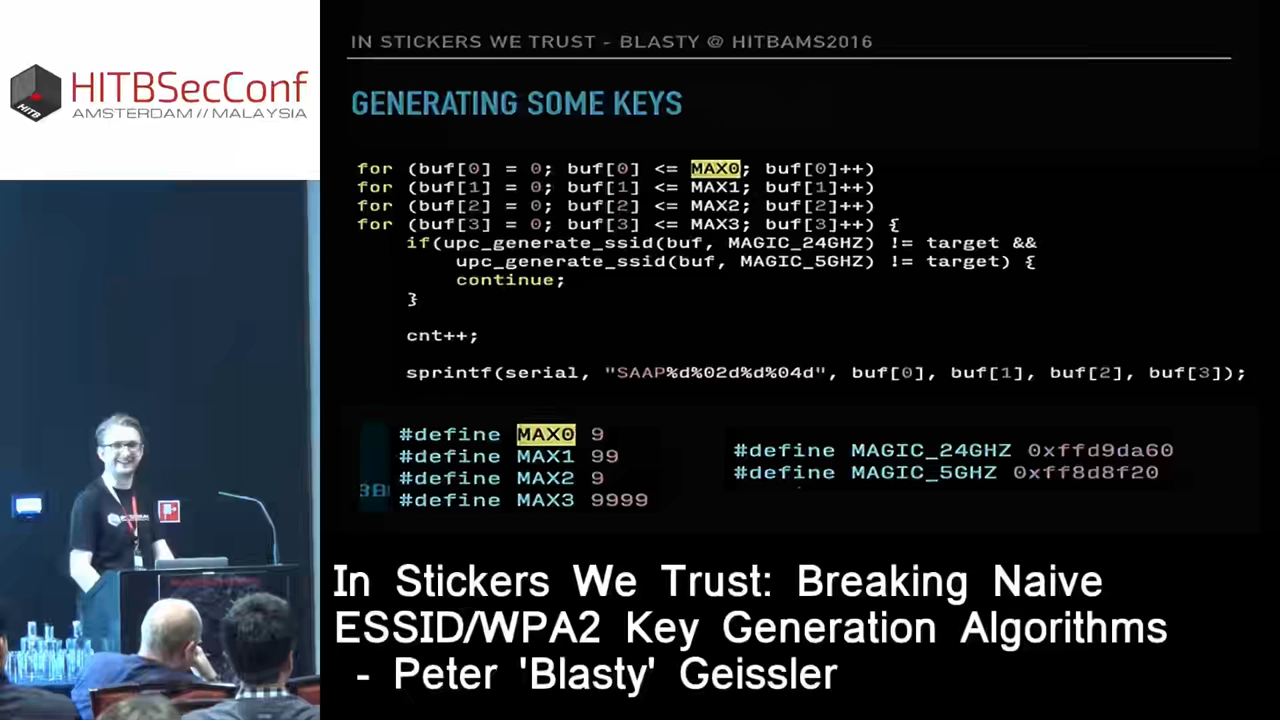 HITBSecConf
AMSTERDAM // MALAYSIA
HITB
IN STICKERS WE TRUST - BLASTY @ HITBAMS2016
GENERATING SOME KEYS
for (buf[0] = 0; buf[0] <= MAX0; buf[0]++)
for (buf[1] = 0; buf[1] <= MAX1; buf[1]++)
for (buf[2] = 0; buf[2] <= MAX2; buf[2]++)
for (buf[3] = 0; buf[3] <= MAX3; buf[3]++) {
if(upc_generate_ssid(buf, MAGIC_24GHZ) != target &&
upc_generate_ssid(buf, MAGIC_5GHZ) != target) {
continue;
}
cnt++;
sprintf(serial, "SAAP%d%02d%d%04d", buf[0], buf[1], buf[2], buf[3]);
#define MAX0 9
#define MAX1 99
#define MAX2 9
#define MAX3 9999
#define MAGIC_24GHZ 0xffd9da60
#define MAGIC_5GHZ 0xff8d8f20
In Stickers We Trust: Breaking Naive
ESSID/WPA2 Key Generation Algorithms
- Peter 'Blasty' Geissler